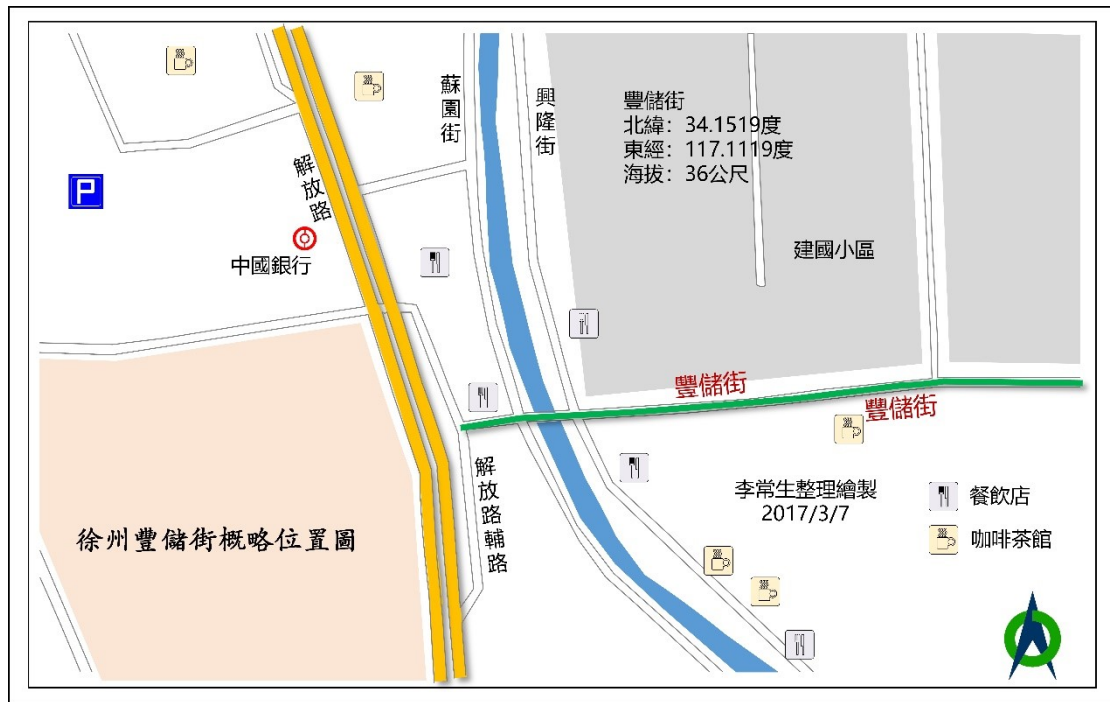 蘇園街
興隆街
豐儲街
北緯：34.1519度
東經：117.1119度
海拔：36公尺
解放路
P
中國銀行
建國小區
豐儲街
豐儲街
解放路輔路
李常生整理繪製
2017/3/7
餐飲店
咖啡茶館
徐州豐儲街概略位置圖